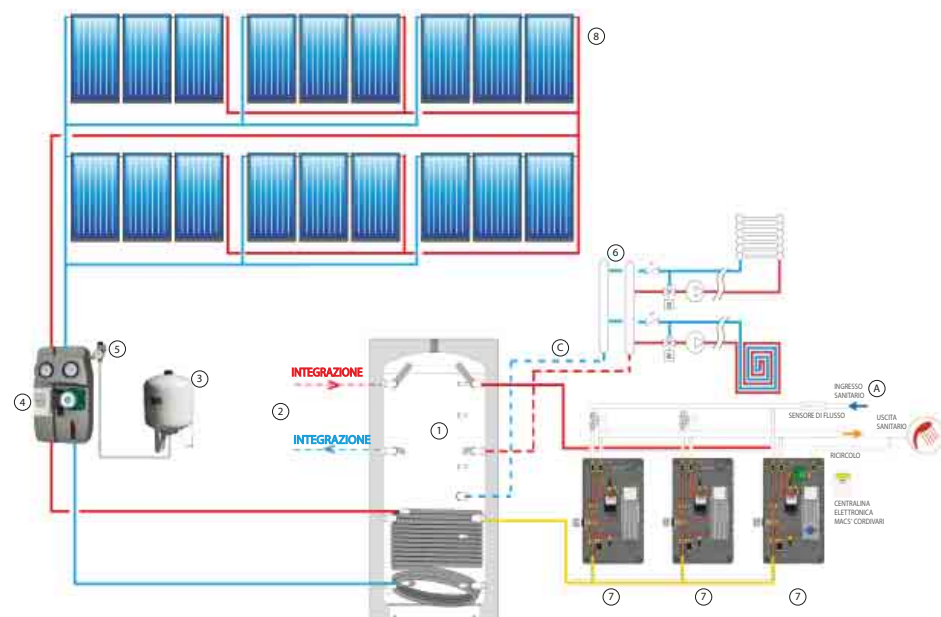 8
6
5
C
3
INTEGRAZIONE
INGRESSO
SANITARIO
A
4
2
1
SENSORE DI FLUSSO
USCITA
SANITARIO
INTEGRAZIONE
RICIRCOLO
CENTRALINA
ELETTRONICA
MACS' CORDIVARI
7
7
7